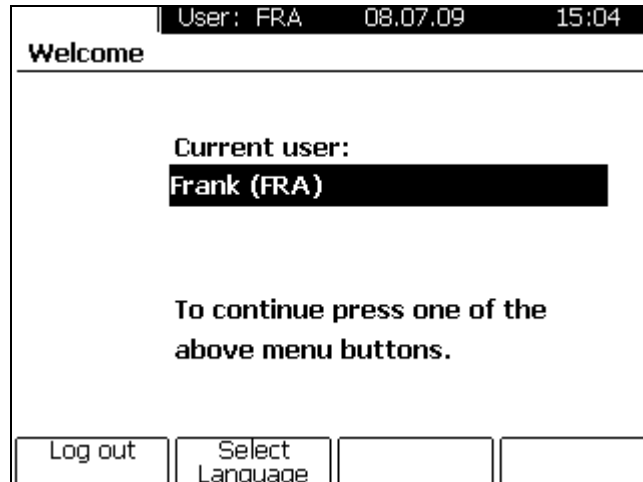 User: FRA 08.07.09 15:04
Welcome
Current user:
Frank (FRA)
To continue press one of the
above menu buttons.
Log out
Select
Language